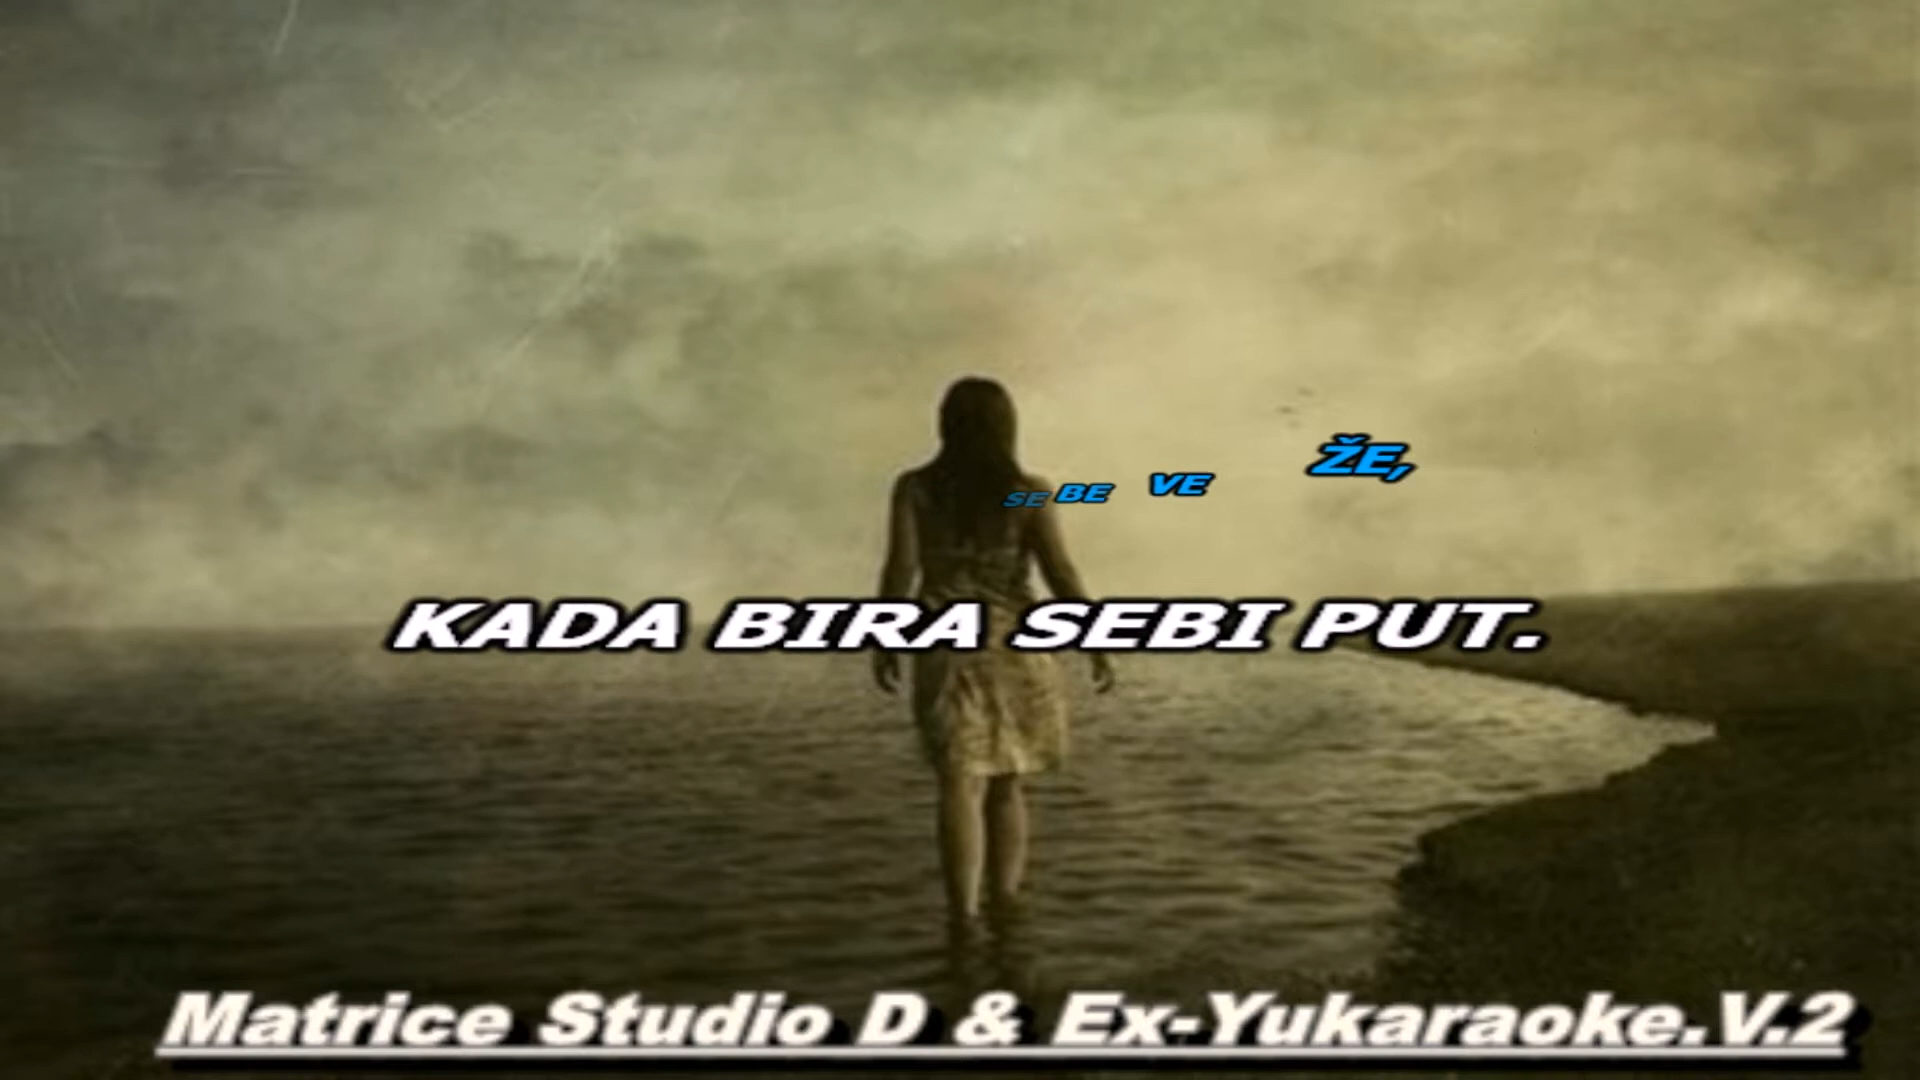 SE BE VE ŽE,
KADA BIRA SEBI PUT.
Matrice Studio D & Ex-Yukaraoke.V.2